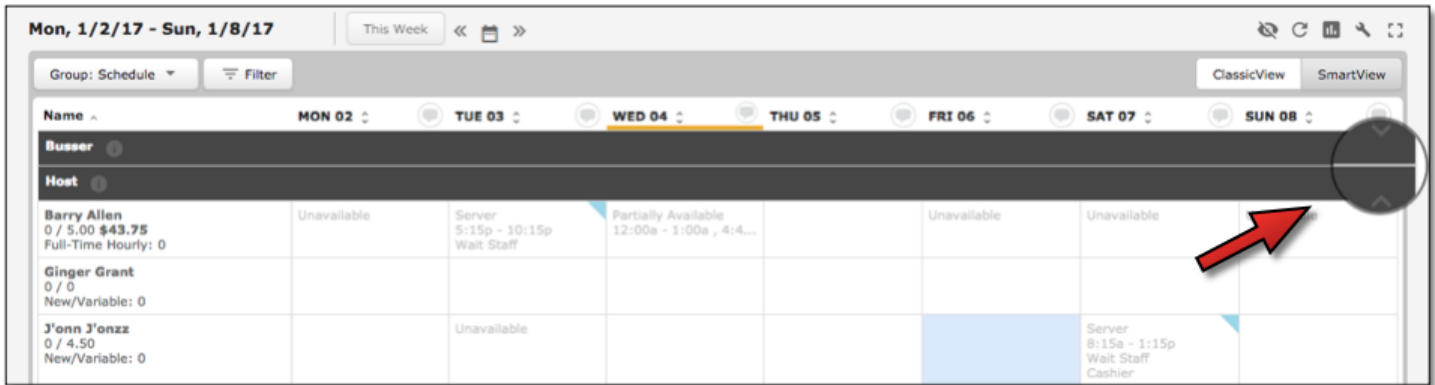 Mon, 1/2/17 - Sun, 1/8/17 This Week
Group: Schedule Filter ClassicView SmartView
Name MON 02 TUE 03 WED 04 THU 05 FRI 06 SAT 07 SUN 08
Busser
Host
Barry Allen Unavailable Server Partially Available Unavailable Unavailable
0 / 5.00 $43.75 5:15p - 10:15p 12:00a - 1:00a , 4:4...
Full-Time Hourly: 0 Wait Staff
Ginger Grant
0 / 0
New/Variable: 0
J'onn J'onzz Unavailable Server
0 / 4.50 8:15a - 1:15p
New/Variable: 0 Wait Staff
Cashier